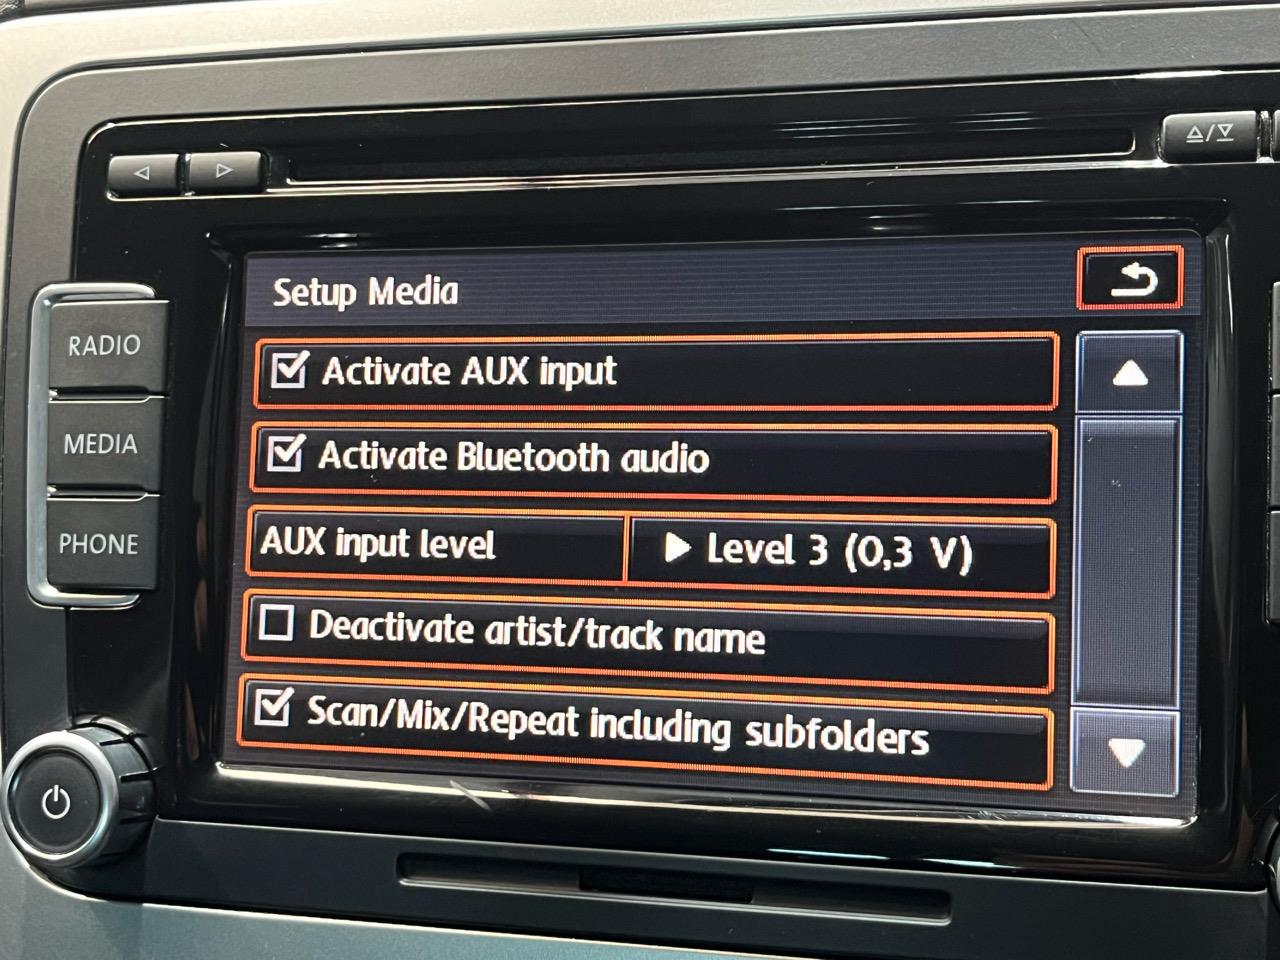 Setup Media
RADIO
Activate AUX input
MEDIA
Activate Bluetooth audio
PHONE
AUX input level
Level 3 (0,3 V)
Deactivate artist/track name
Scan/Mix/Repeat including subfolders